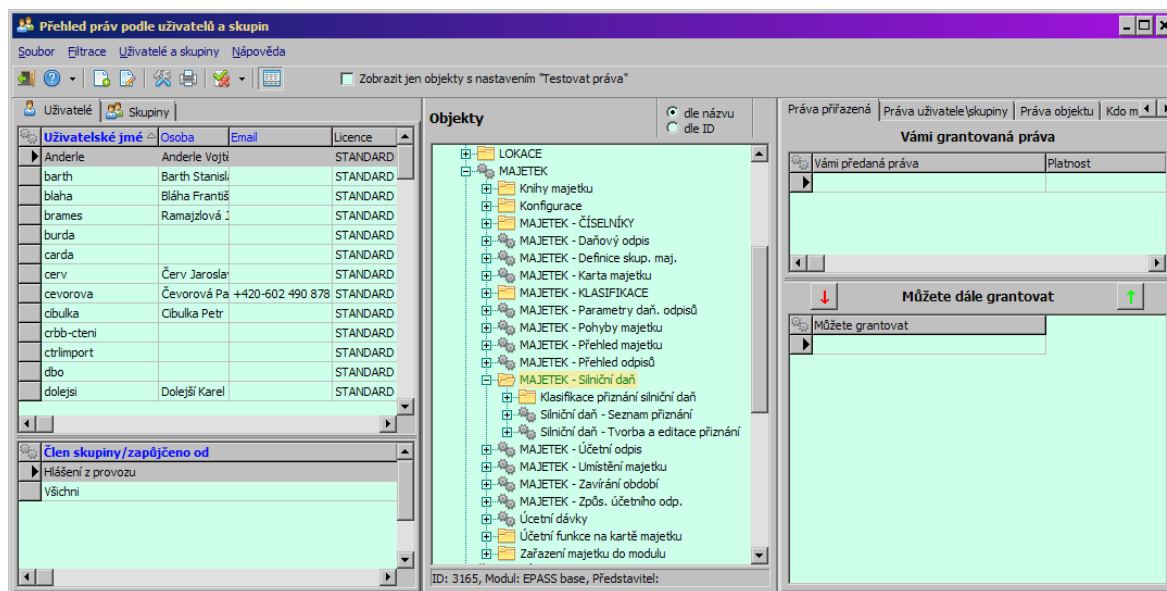 Přehled práv podle uživatelů a skupin
Soubor Filtrace Uživatelé a skupiny Nápověda
Zobrazit jen objekty s nastavením "Testovat práva"
Uživatelé Skupiny
Uživatelské jmé Osoba Email Licence
Anderle Anderle Vojtě STANDARD
barth Barth Stanisl STANDARD
blaha Bláha Františ STANDARD
brames Ramajzlová J STANDARD
burda STANDARD
carda STANDARD
cerv Červ Jaroslav STANDARD
cevorova Čevorová Pa +420-602 490 878 STANDARD
cibulka Cibulka Petr STANDARD
crbb-cteni STANDARD
ctrlimport STANDARD
dbo STANDARD
dolejsi Dolejší Karel STANDARD
Člen skupiny/zapůjčeno od
Hlášení z provozu
Všichni
Objekty
dle názvu
dle ID
LOKACE
MAJETEK
Knihy majetku
Konfigurace
MAJETEK - ČÍSELNÍKY
MAJETEK - Daňový odpis
MAJETEK - Definice skup. maj.
MAJETEK - Karta majetku
MAJETEK - KLASIFIKACE
MAJETEK - Parametry daň. odpisů
MAJETEK - Pohyby majetku
MAJETEK - Přehled majetku
MAJETEK - Přehled odpisů
MAJETEK - Silniční daň
Klasifikace přiznání silniční daň
Silniční daň - Seznam přiznání
Silniční daň - Tvorba a editace přiznání
MAJETEK - Účetní odpis
MAJETEK - Umístění majetku
MAJETEK - Zavírání období
MAJETEK - Způs. účetního odp.
Úcetní dávky
Účetní funkce na kartě majetku
Zařazení majetku do modulu
ID: 3165, Modul: EPASS base, Představitel:
Práva přiřazená Práva uživatele\skupiny Práva objektu Kdo m
Vámi grantovaná práva
Vámi předaná práva Platnost
Můžete dále grantovat
Můžete grantovat